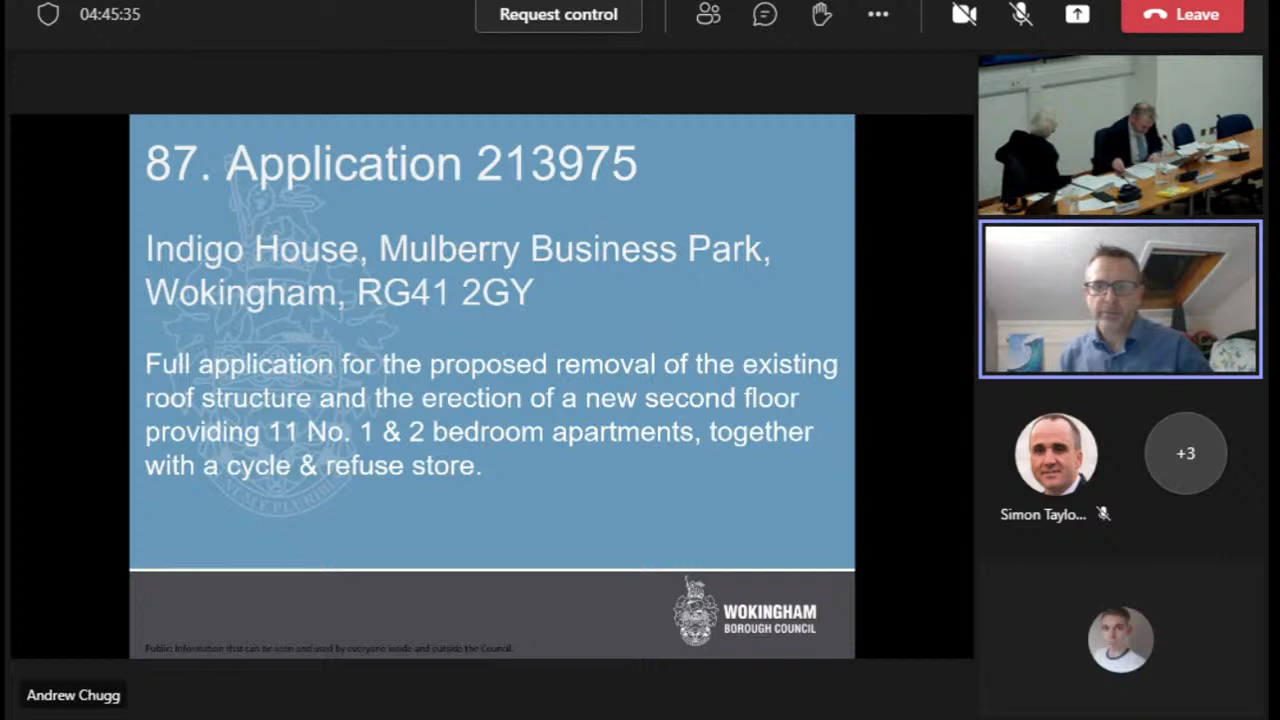 04:45:35
Request control
Leave
87. Application 213975
Indigo House, Mulberry Business Park,
Wokingham, RG41 2GY
Full application for the proposed removal of the existing
roof structure and the erection of a new second floor
providing 11 No. 1 & 2 bedroom apartments, together
with a cycle & refuse store.
WOKINGHAM
BOROUGH COUNCIL
Public: Information that can be seen and used by everyone inside and outside the Council.
+3
Simon Taylo...
Andrew Chugg